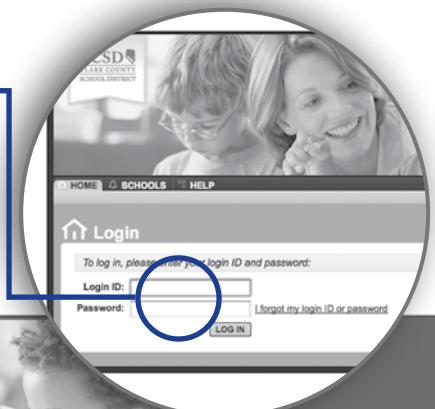 CCSD
CLARK COUNTY
SCHOOL DISTRICT
HOME SCHOOLS HELP
Login
To log in, please enter your login ID and password:
Login ID:
Password: I forgot my login ID or password
LOG IN